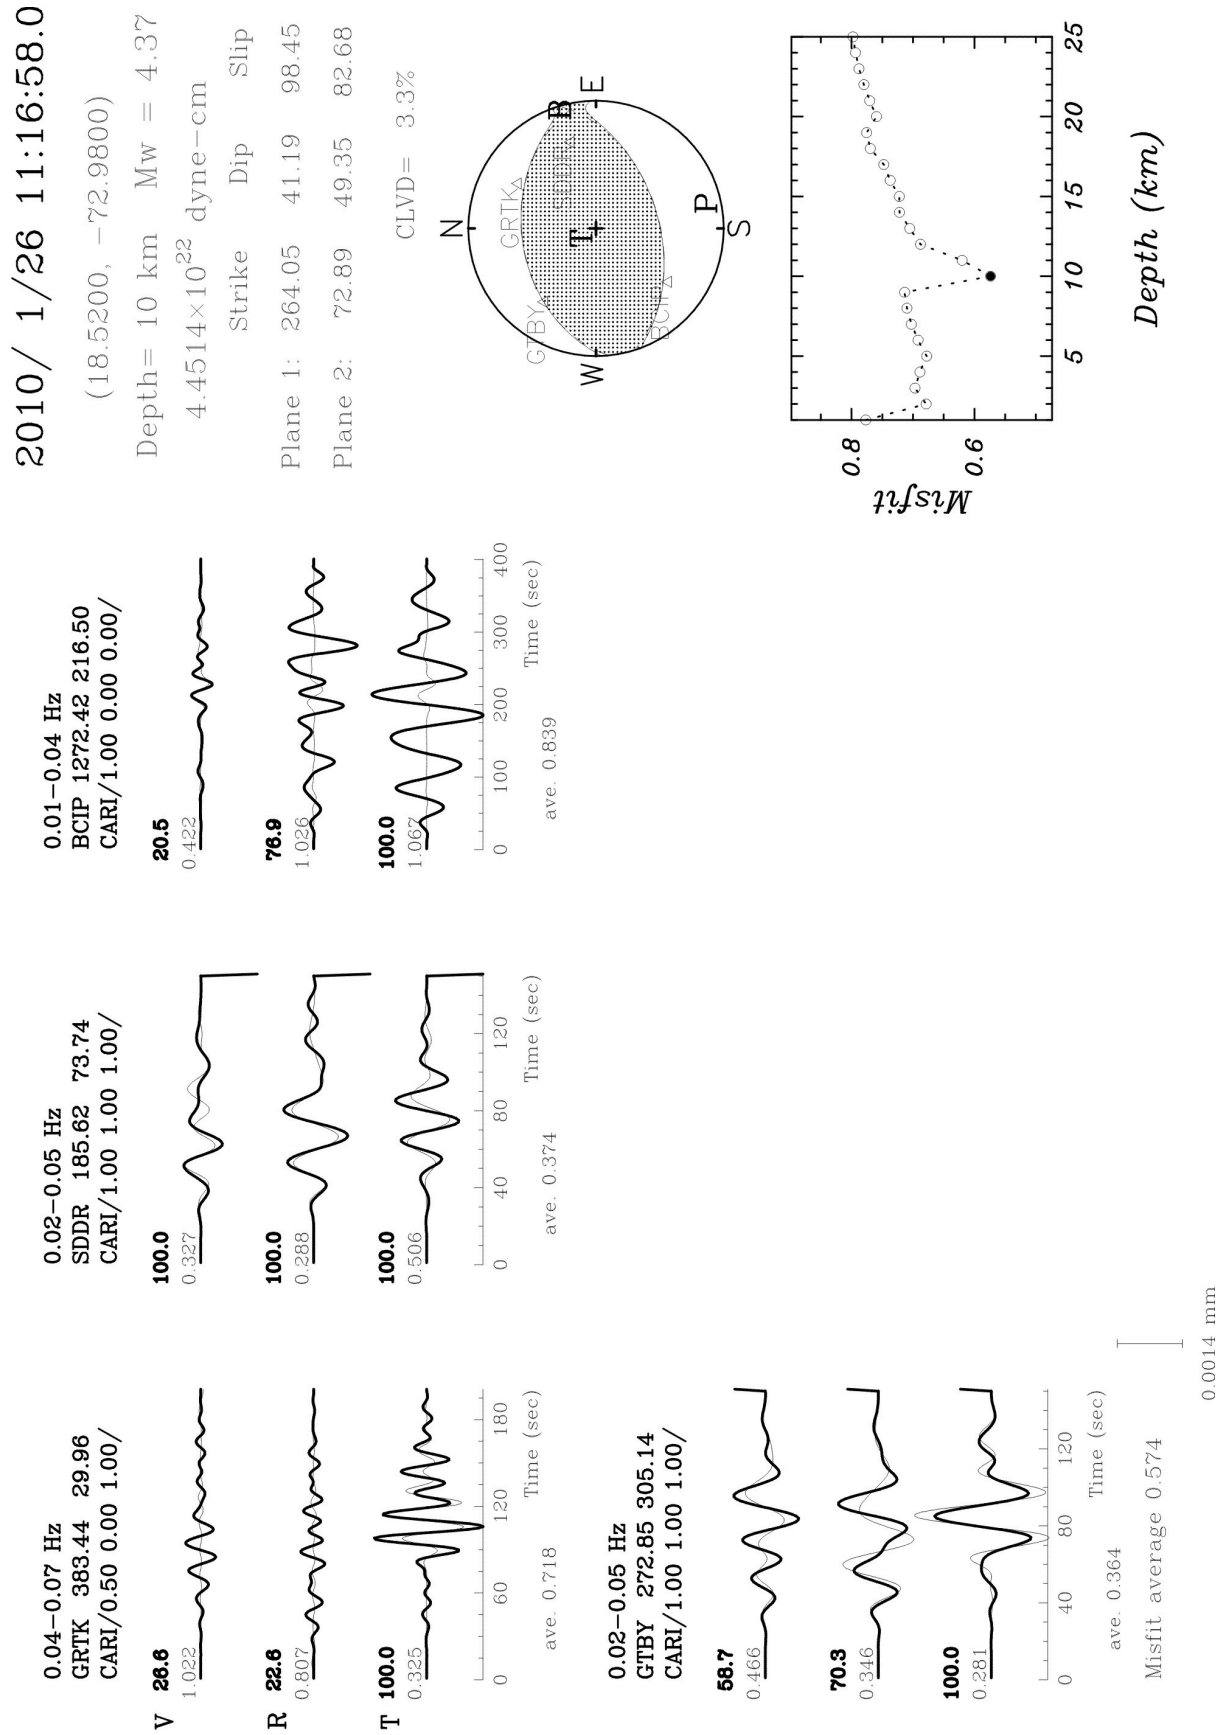 2010/ 1/26 11:16:58.0
(18.5200, -72.9800)
Depth= 10 km Mw = 4.37
4.4514×10²² dyne-cm
Strike Dip Slip
Plane 1: 264.05 41.19 98.45
Plane 2: 72.89 49.35 82.68
CLVD= 3.3%
N
GRTK
GTBY
SDDR
B
W
T
E
BCIP
P
S
Misfit
0.8
0.6
5 10 15 20 25
Depth (km)
0.04-0.07 Hz
GRTK 383.44 29.96
CARI/0.50 0.00 1.00/
V
26.6
1.022
R
22.6
0.807
T
100.0
0.325
0 60 120 180
Time (sec)
ave. 0.718
0.02-0.05 Hz
SDDR 185.62 73.74
CARI/1.00 1.00 1.00/
100.0
0.327
100.0
0.288
100.0
0.506
0 40 80 120
Time (sec)
ave. 0.374
0.01-0.04 Hz
BCIP 1272.42 216.50
CARI/1.00 0.00 0.00/
20.5
0.422
76.9
1.026
100.0
1.067
0 100 200 300 400
Time (sec)
ave. 0.839
0.02-0.05 Hz
GTBY 272.85 305.14
CARI/1.00 1.00 1.00/
58.7
0.466
70.3
0.346
100.0
0.281
0 40 80 120
Time (sec)
ave. 0.364
Misfit average 0.574
0.0014 mm